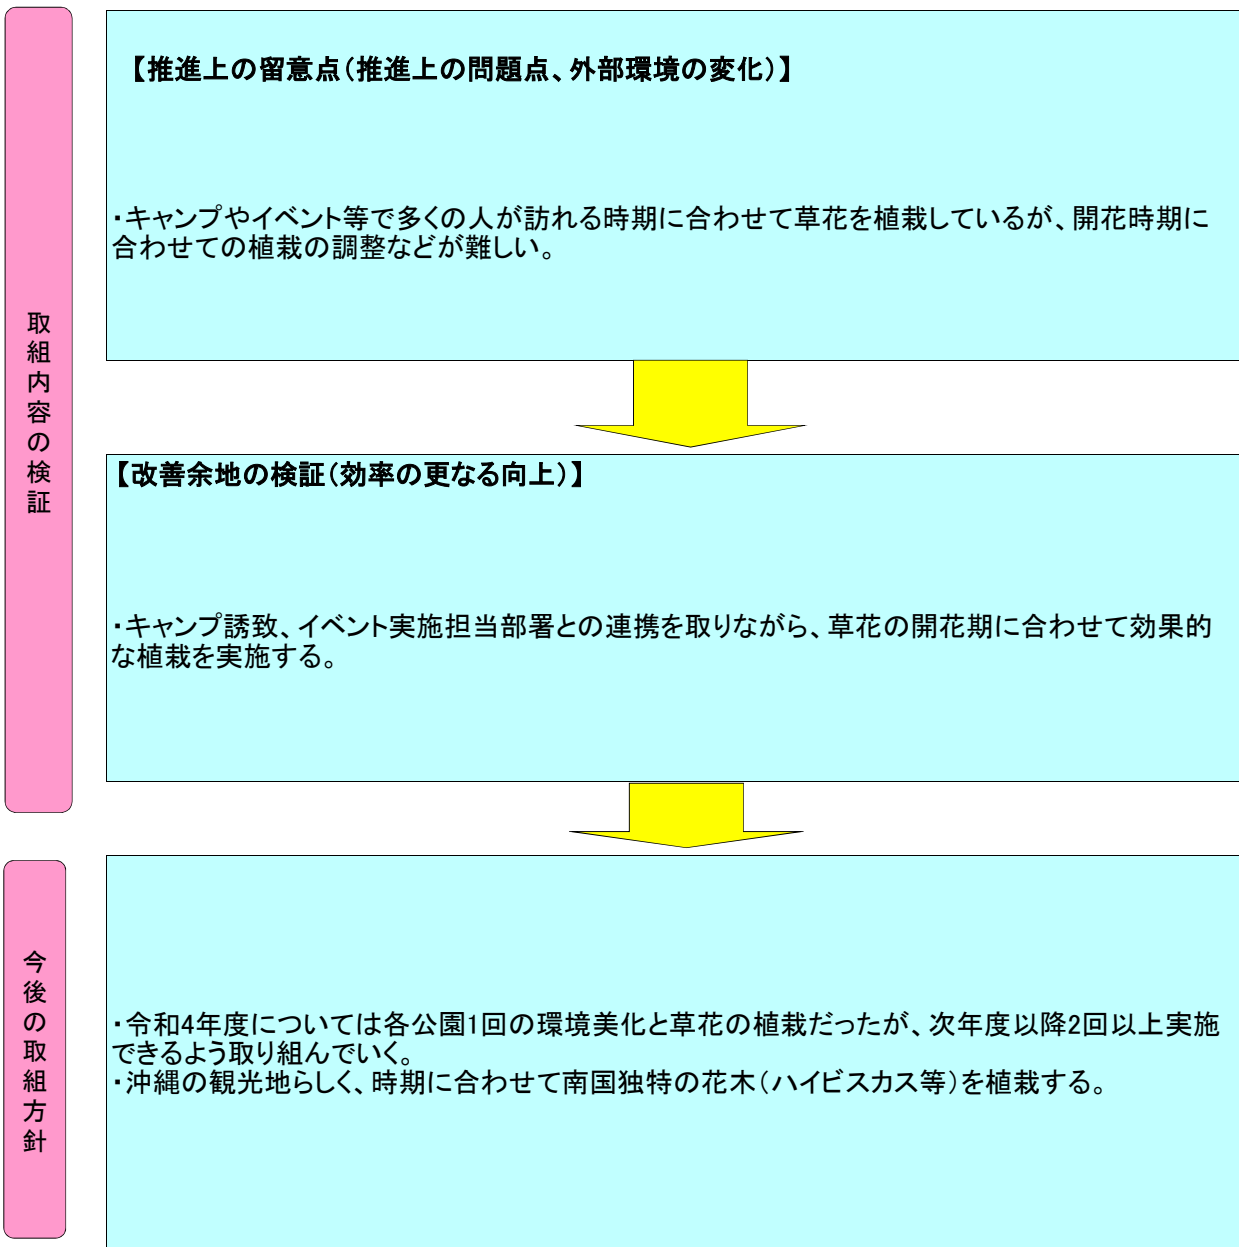 取組内容の検証
【推進上の留意点(推進上の問題点、外部環境の変化)】
・キャンプやイベント等で多くの人が訪れる時期に合わせて草花を植栽しているが、開花時期に
合わせての植栽の調整などが難しい。
【改善余地の検証(効率の更なる向上)】
・キャンプ誘致、イベント実施担当部署との連携を取りながら、草花の開花期に合わせて効果的
な植栽を実施する。
今後の取組方針
・令和4年度については各公園1回の環境美化と草花の植栽だったが、次年度以降2回以上実施
できるよう取り組んでいく。
・沖縄の観光地らしく、時期に合わせて南国独特の花木(ハイビスカス等)を植栽する。